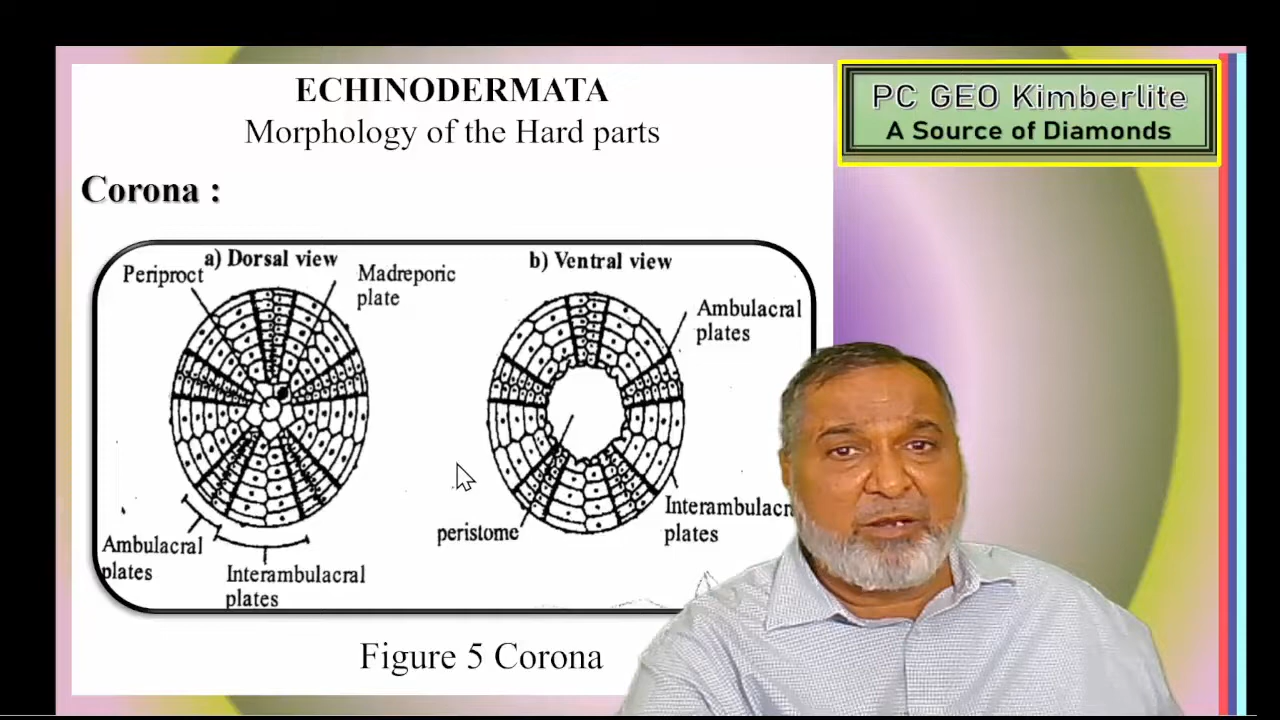 ECHINODERMATA
Morphology of the Hard parts
PC GEO Kimberlite
A Source of Diamonds
Corona :
a) Dorsal view
Periproct
Madreporic
plate
Ambulacral
plates
Interambulacral
plates
b) Ventral view
Ambulacral
plates
peristome
Interambulacr
plates
Figure 5 Corona